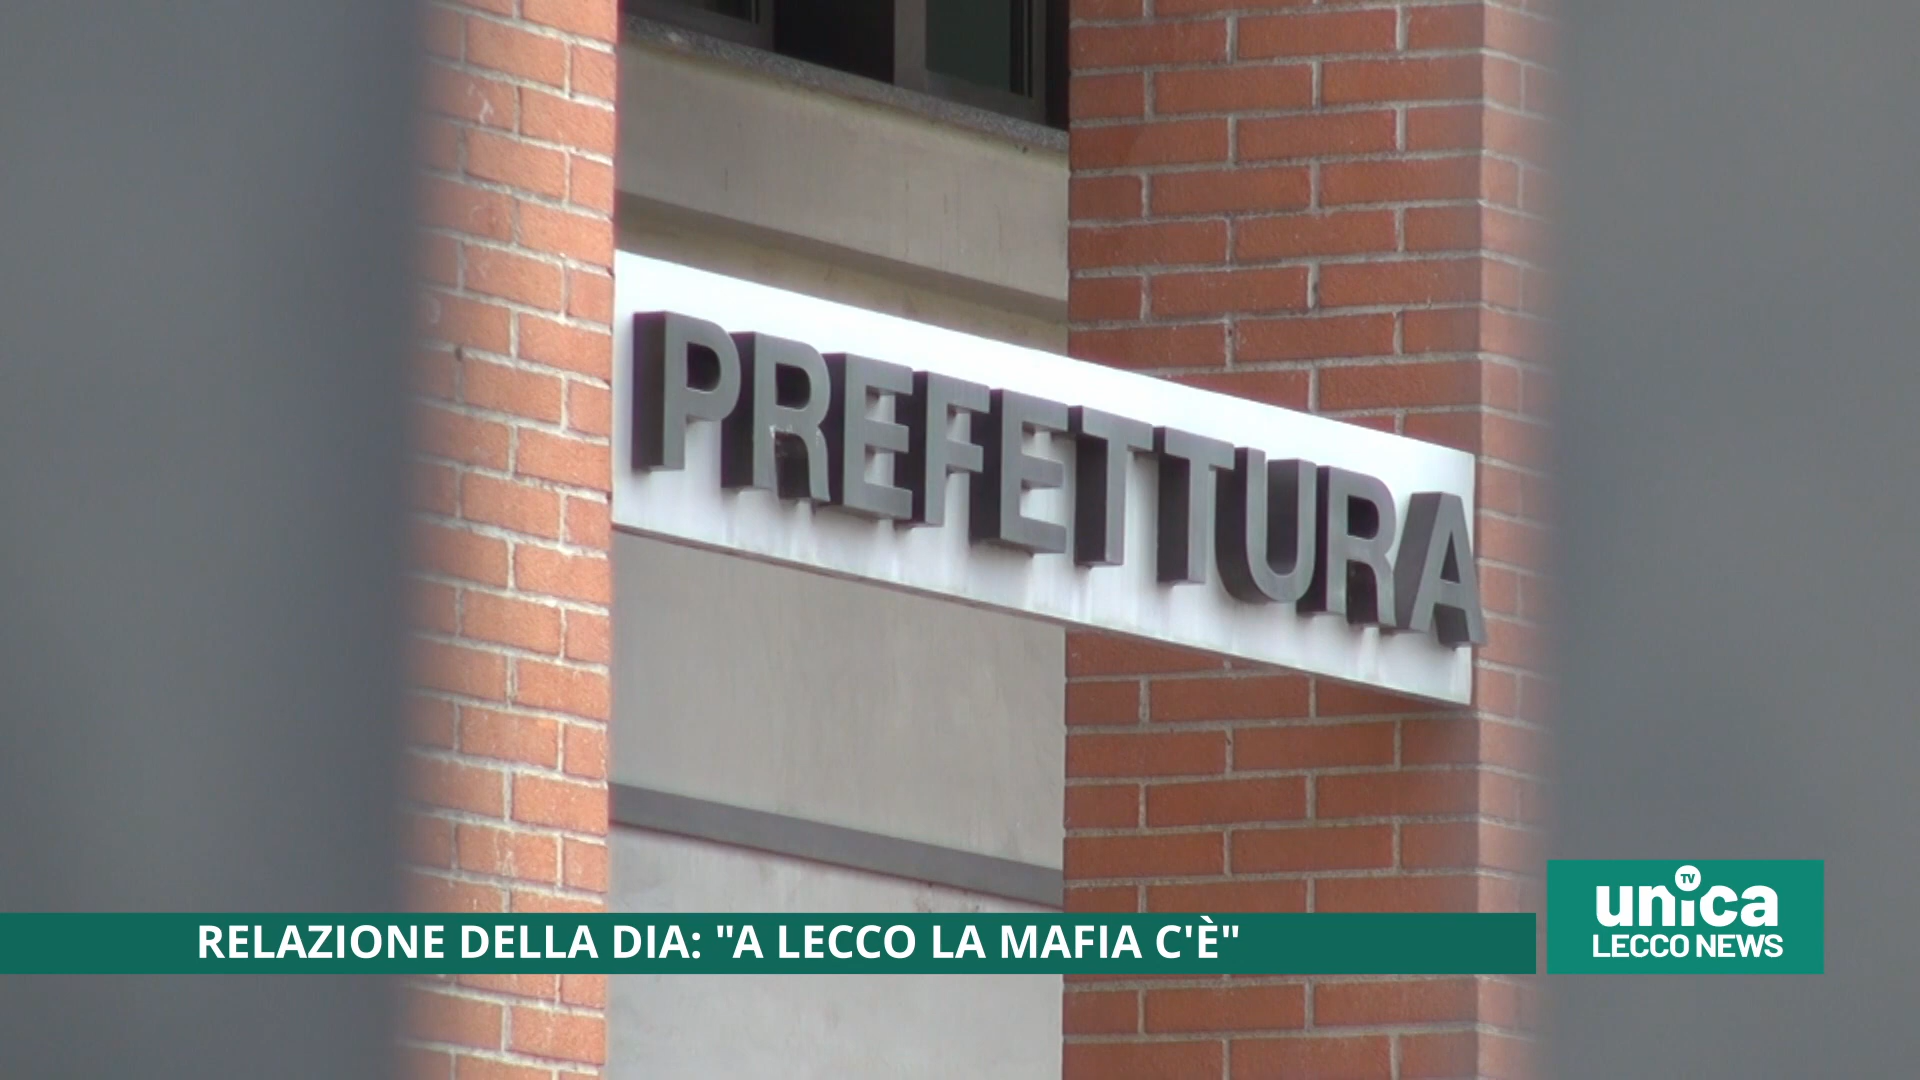 PREFETTURA
RELAZIONE DELLA DIA: "A LECCO LA MAFIA C'È"
TV
unica
LECCO NEWS